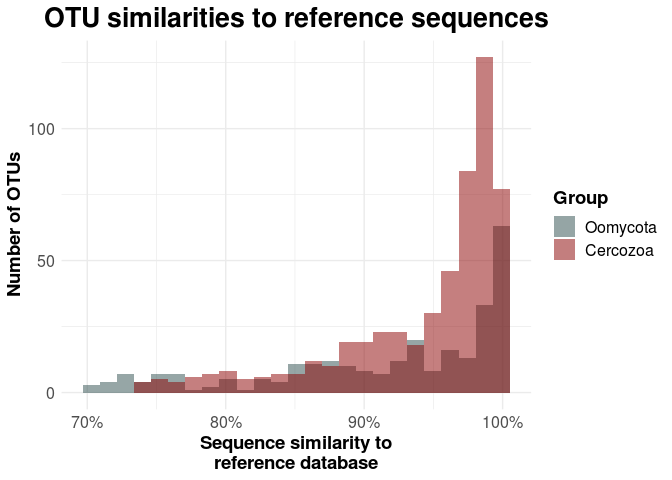 OTU similarities to reference sequences
Number of OTUs
100
50
0
70%
80%
90%
100%
Sequence similarity to
reference database
Group
Oomycota
Cercozoa